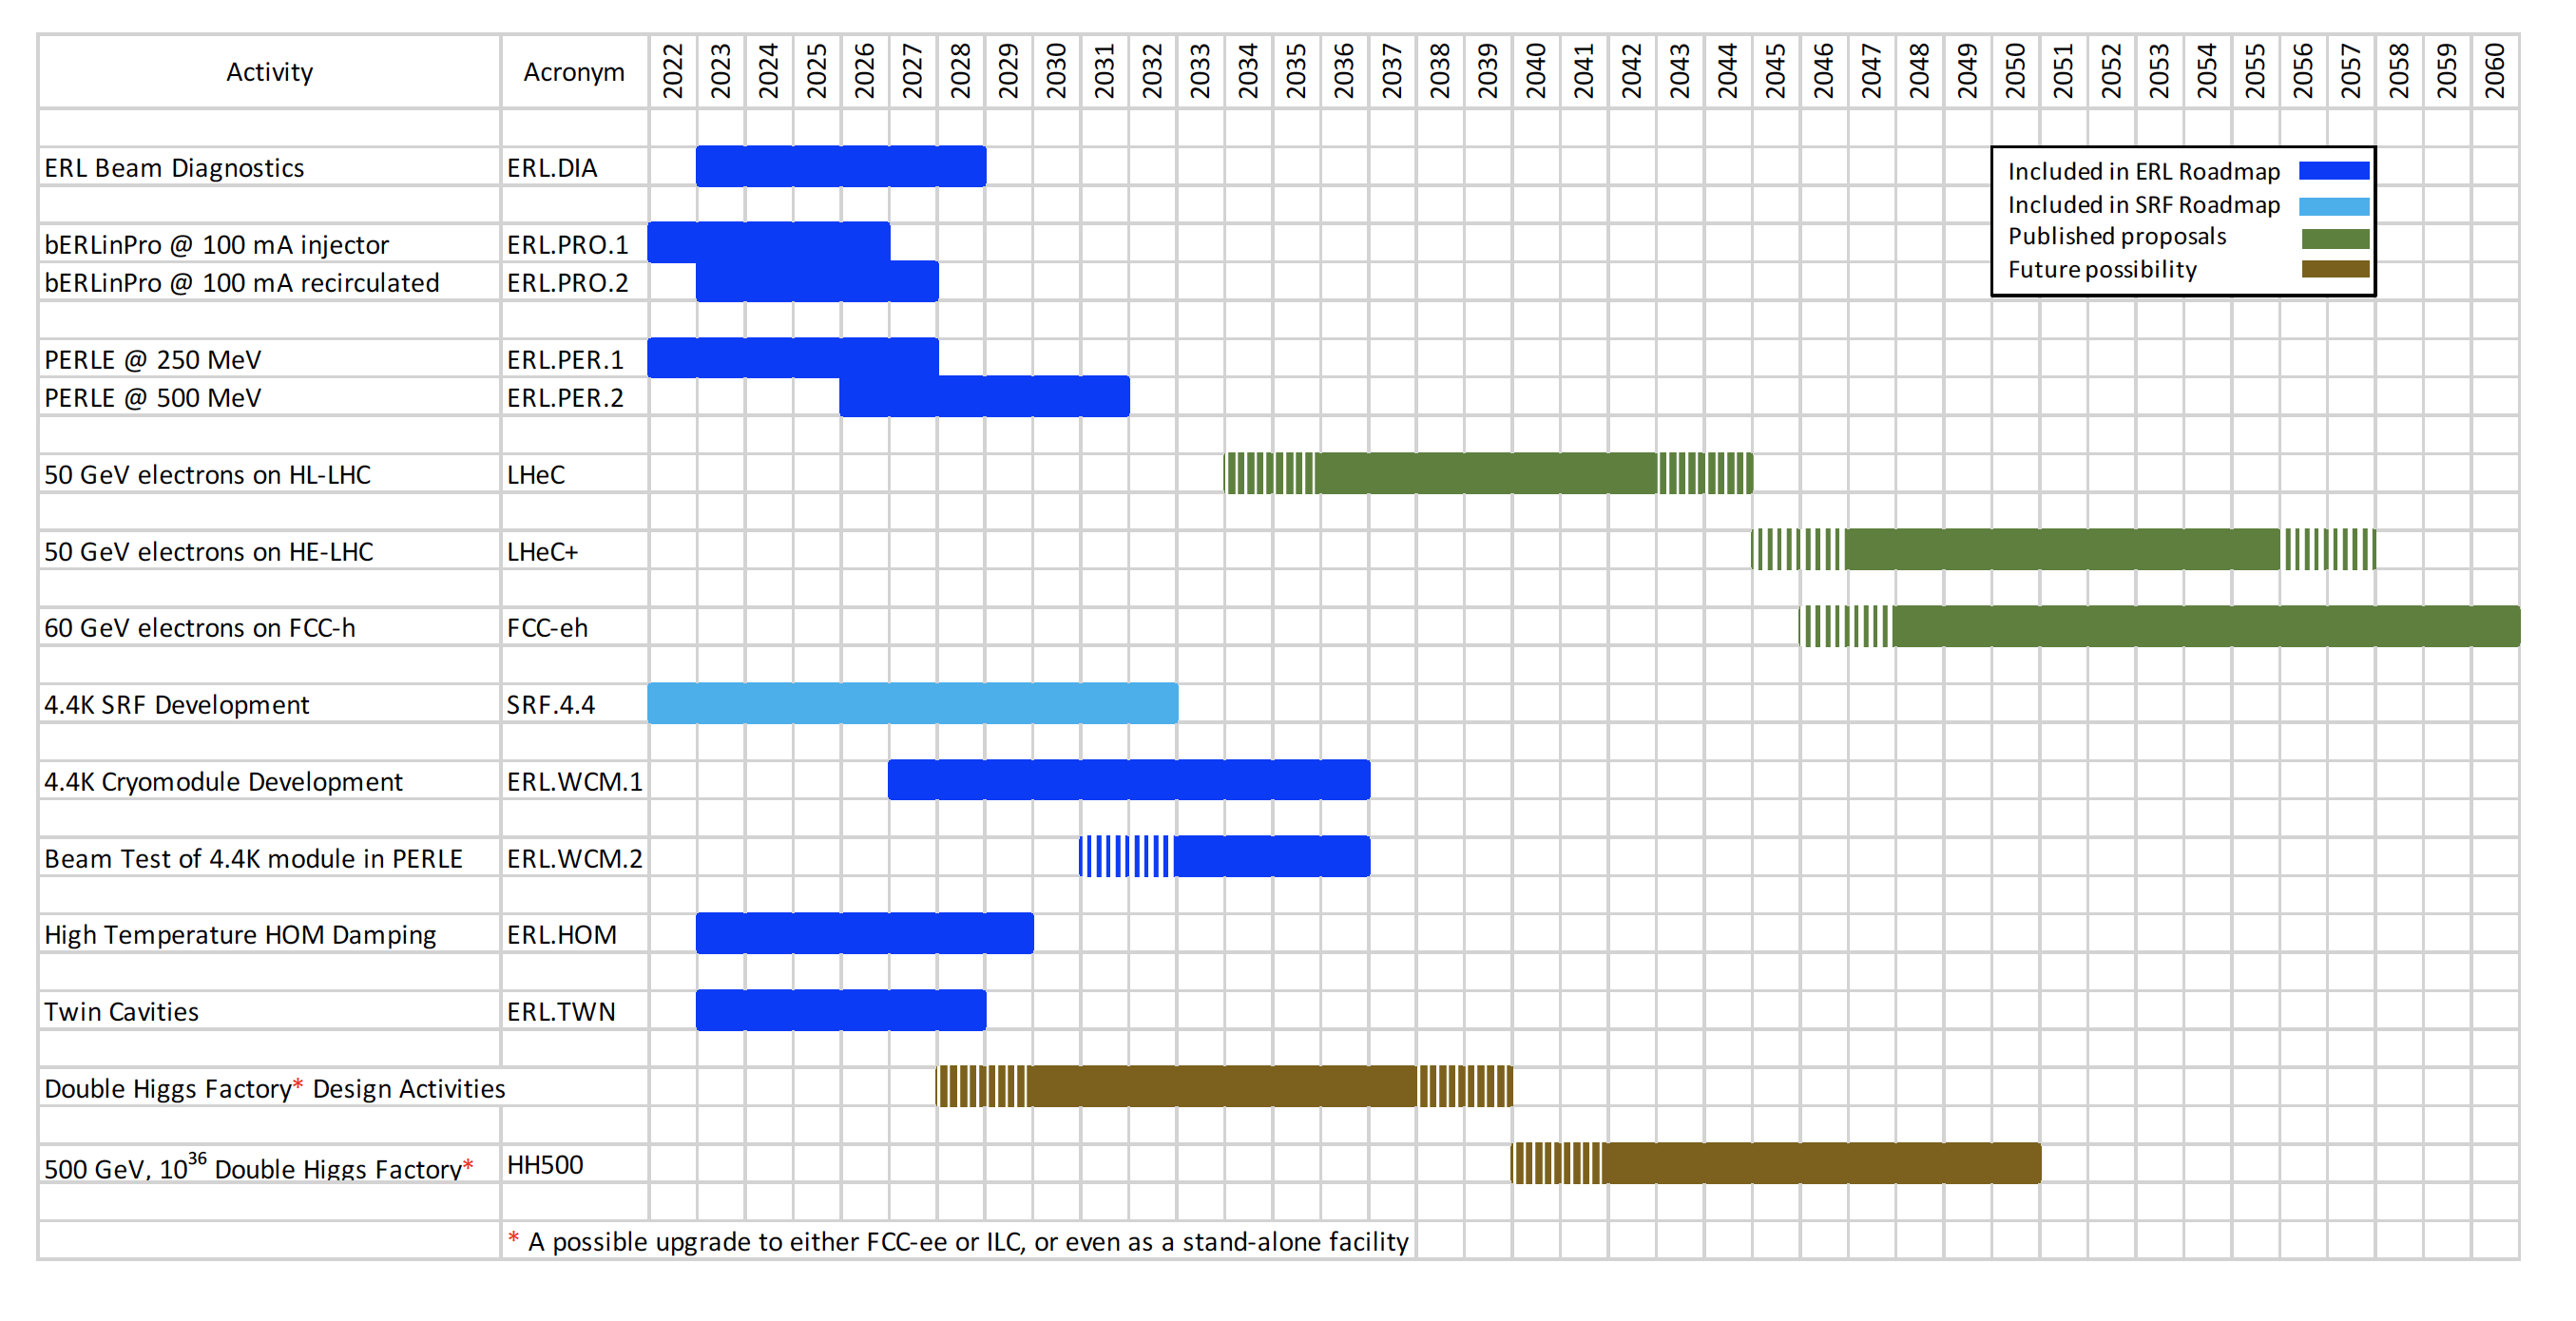 Activity Acronym 2022 2023 2024 2025 2026 2027 2028 2029 2030 2031 2032 2033 2034 2035 2036 2037 2038 2039 2040 2041 2042 2043 2044 2045 2046 2047 2048 2049 2050 2051 2052 2053 2054 2055 2056 2057 2058 2059 2060
ERL Beam Diagnostics ERL.DIA
Included in ERL Roadmap
Included in SRF Roadmap
Published proposals
Future possibility
bERLinPro @ 100 mA injector ERL.PRO.1
bERLinPro @ 100 mA recirculated ERL.PRO.2
PERLE @ 250 MeV ERL.PER.1
PERLE @ 500 MeV ERL.PER.2
50 GeV electrons on HL-LHC LHeC
50 GeV electrons on HE-LHC LHeC+
60 GeV electrons on FCC-h FCC-eh
4.4K SRF Development SRF.4.4
4.4K Cryomodule Development ERL.WCM.1
Beam Test of 4.4K module in PERLE ERL.WCM.2
High Temperature HOM Damping ERL.HOM
Twin Cavities ERL.TWN
Double Higgs Factory* Design Activities
500 GeV, 10³⁶ Double Higgs Factory* HH500
* A possible upgrade to either FCC-ee or ILC, or even as a stand-alone facility